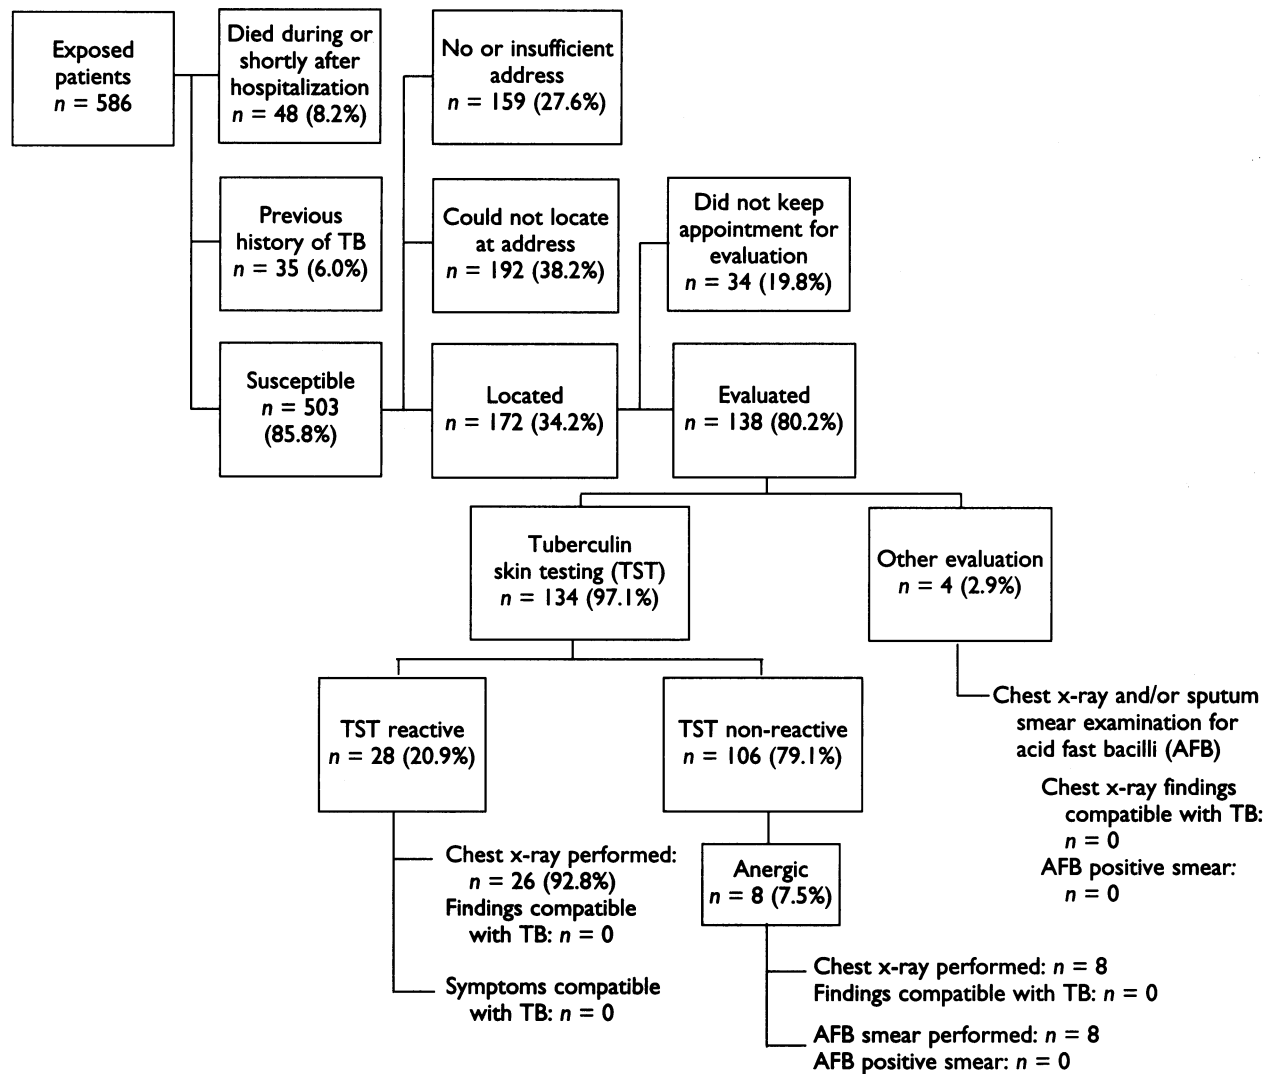 Exposed
patients
n = 586
Died during or
shortly after
hospitalization
n = 48 (8.2%)
No or insufficient
address
n = 159 (27.6%)
Previous
history of TB
n = 35 (6.0%)
Could not locate
at address
n = 192 (38.2%)
Did not keep
appointment for
evaluation
n = 34 (19.8%)
Susceptible
n = 503
(85.8%)
Located
n = 172 (34.2%)
Evaluated
n = 138 (80.2%)
Tuberculin
skin testing (TST)
n = 134 (97.1%)
Other evaluation
n = 4 (2.9%)
TST reactive
n = 28 (20.9%)
TST non-reactive
n = 106 (79.1%)
Chest x-ray and/or sputum
smear examination for
acid fast bacilli (AFB)
Chest x-ray findings
compatible with TB:
n = 0
AFB positive smear:
n = 0
Chest x-ray performed:
n = 26 (92.8%)
Findings compatible
with TB: n = 0
Symptoms compatible
with TB: n = 0
Anergic
n = 8 (7.5%)
Chest x-ray performed: n = 8
Findings compatible with TB: n = 0
AFB smear performed: n = 8
AFB positive smear: n = 0